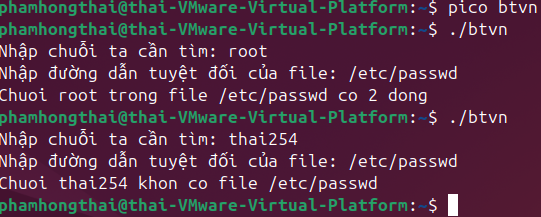 phamhongthai@thai-VMware-Virtual-Platform:~$ pico btvn
phamhongthai@thai-VMware-Virtual-Platform:~$ ./btvn
Nhập chuỗi ta cần tìm: root
Nhập đường dẫn tuyệt đối của file: /etc/passwd
Chuoi root trong file /etc/passwd co 2 dong
phamhongthai@thai-VMware-Virtual-Platform:~$ ./btvn
Nhập chuỗi ta cần tìm: thai254
Nhập đường dẫn tuyệt đối của file: /etc/passwd
Chuoi thai254 khon co file /etc/passwd
phamhongthai@thai-VMware-Virtual-Platform:~$